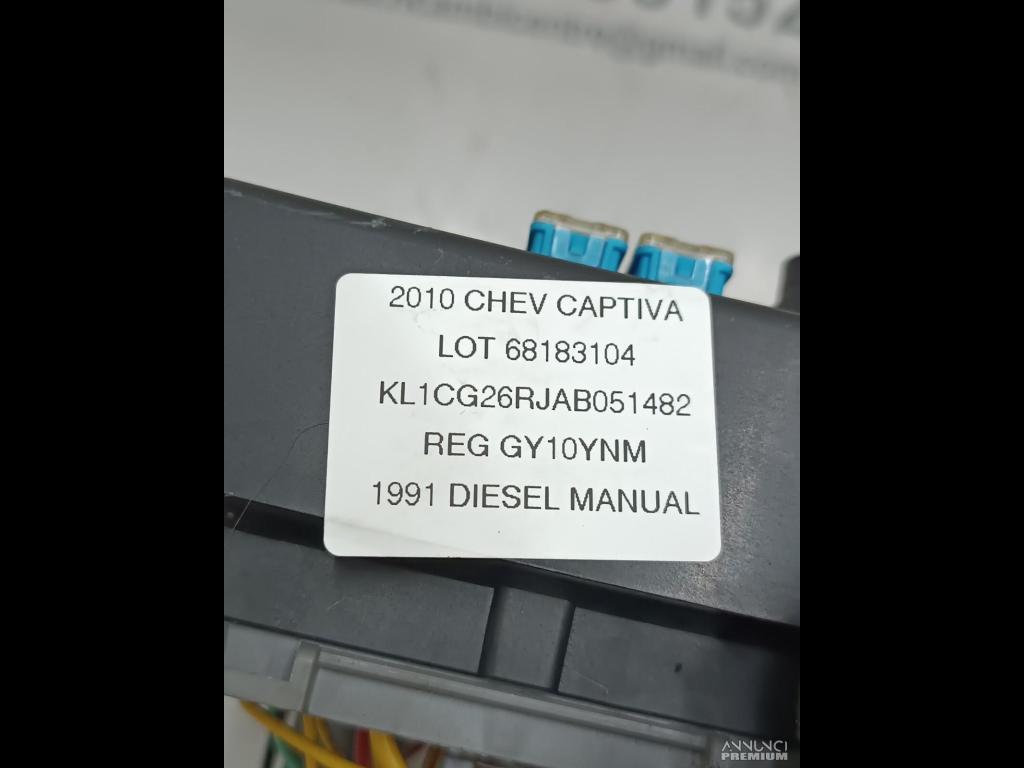 2010 CHEV CAPTIVA
LOT 68183104
KL1CG26RJAB051482
REG GY10YNM
1991 DIESEL MANUAL
ANNUNCI
PREMIUM